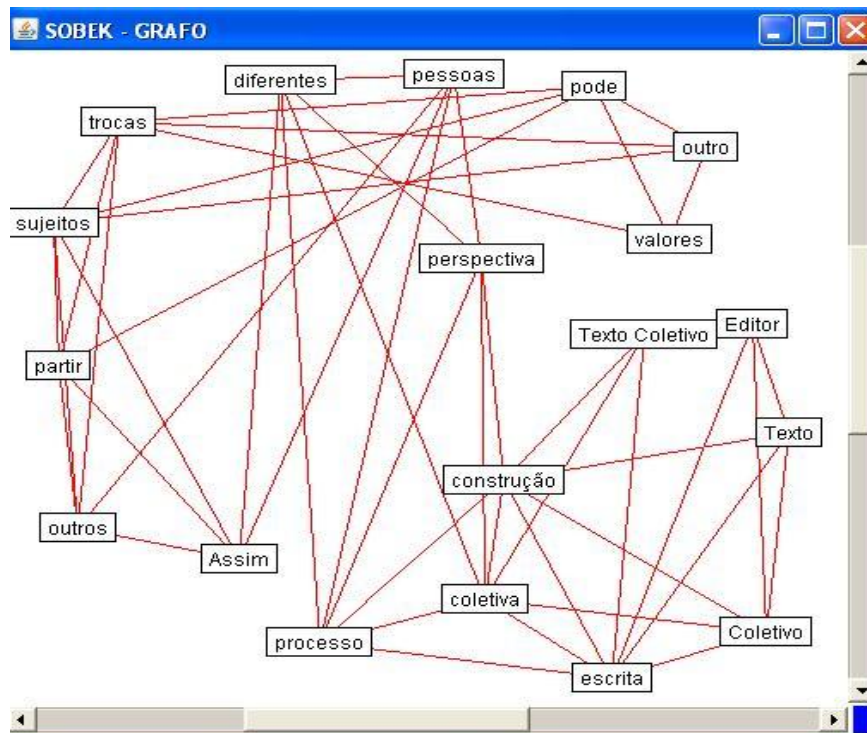 SOBEK - GRAFO
diferentes
pessoas
pode
trocas
outro
sujeitos
valores
perspectiva
Texto Coletivo
Editor
partir
Texto
construção
outros
Assim
coletiva
processo
Coletivo
escrita